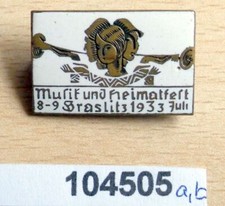 Musik und Heimatfest
8-9 Graslitz 1933 Juli
104505 a,b